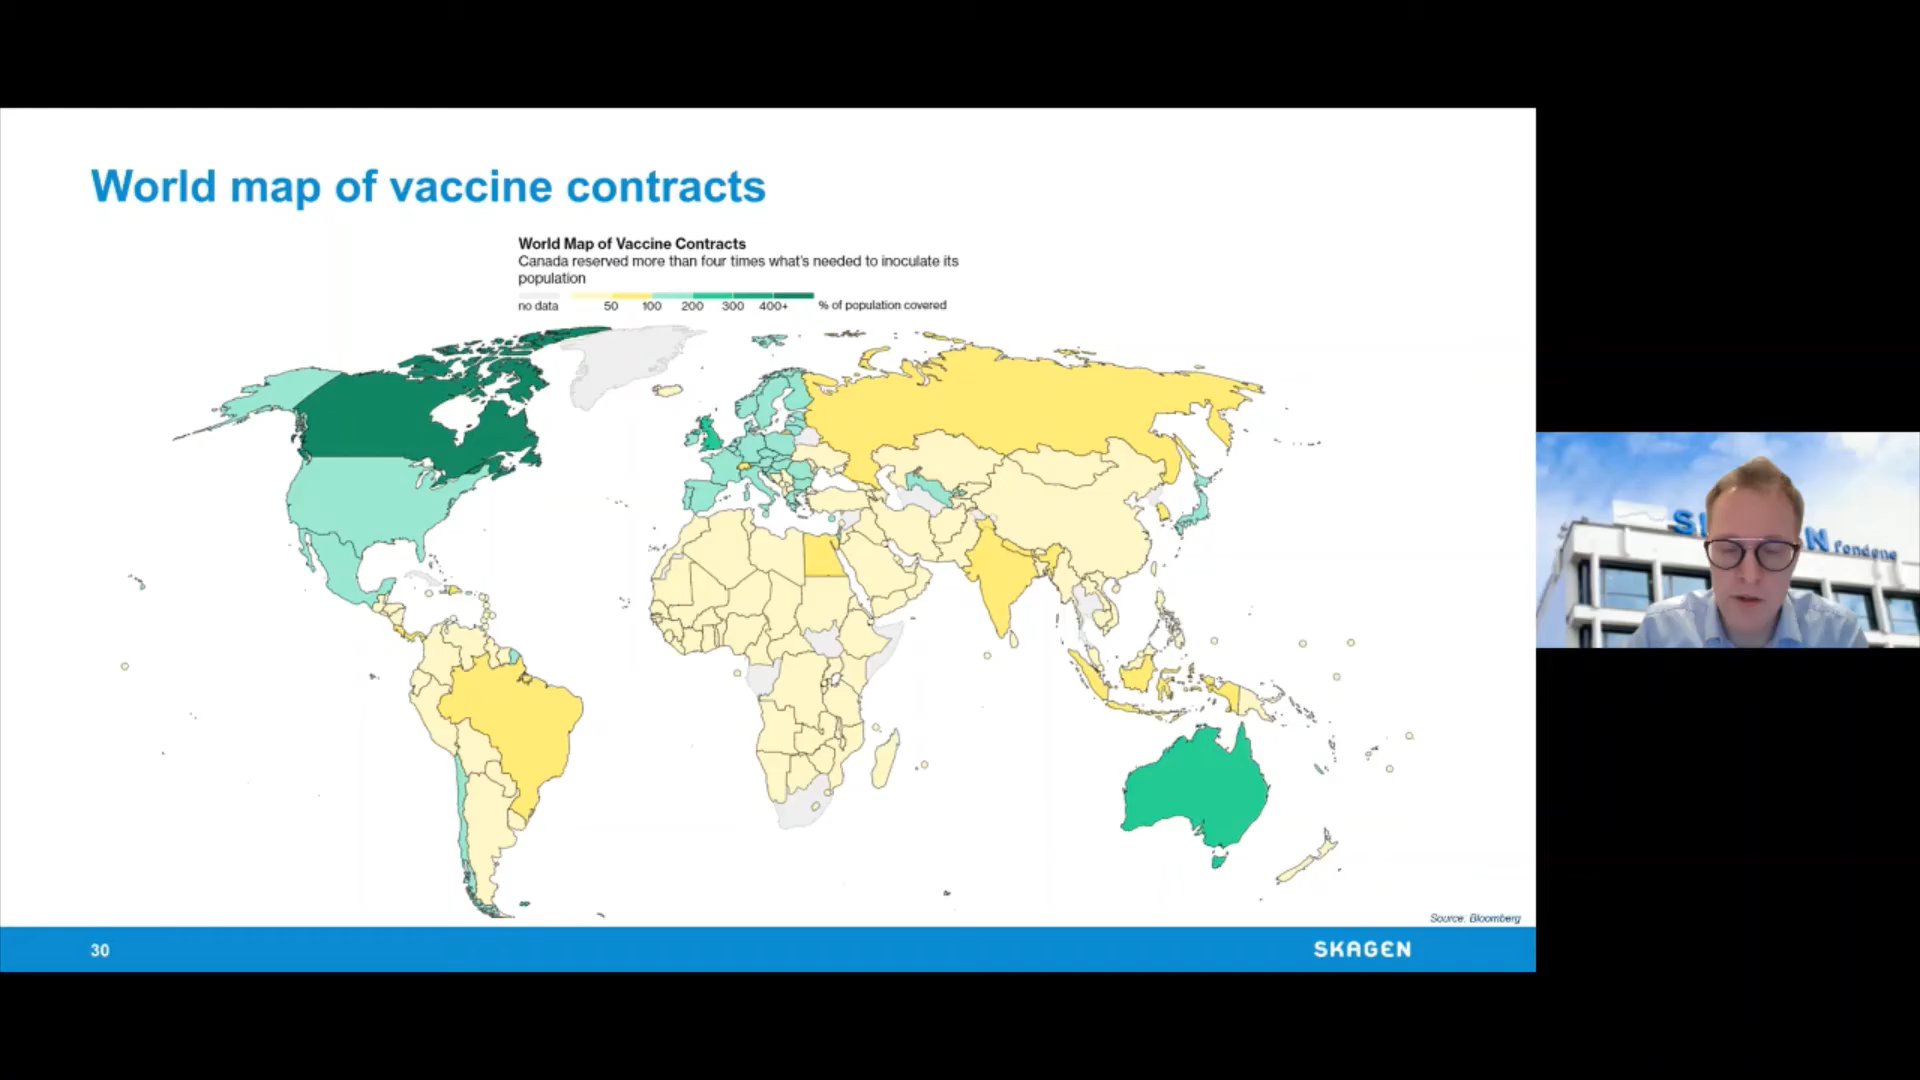 World map of vaccine contracts
World Map of Vaccine Contracts
Canada reserved more than four times what's needed to inoculate its
population
no data 50 100 200 300 400+ % of population covered
Source: Bloomberg
30
SKAGEN
fondene